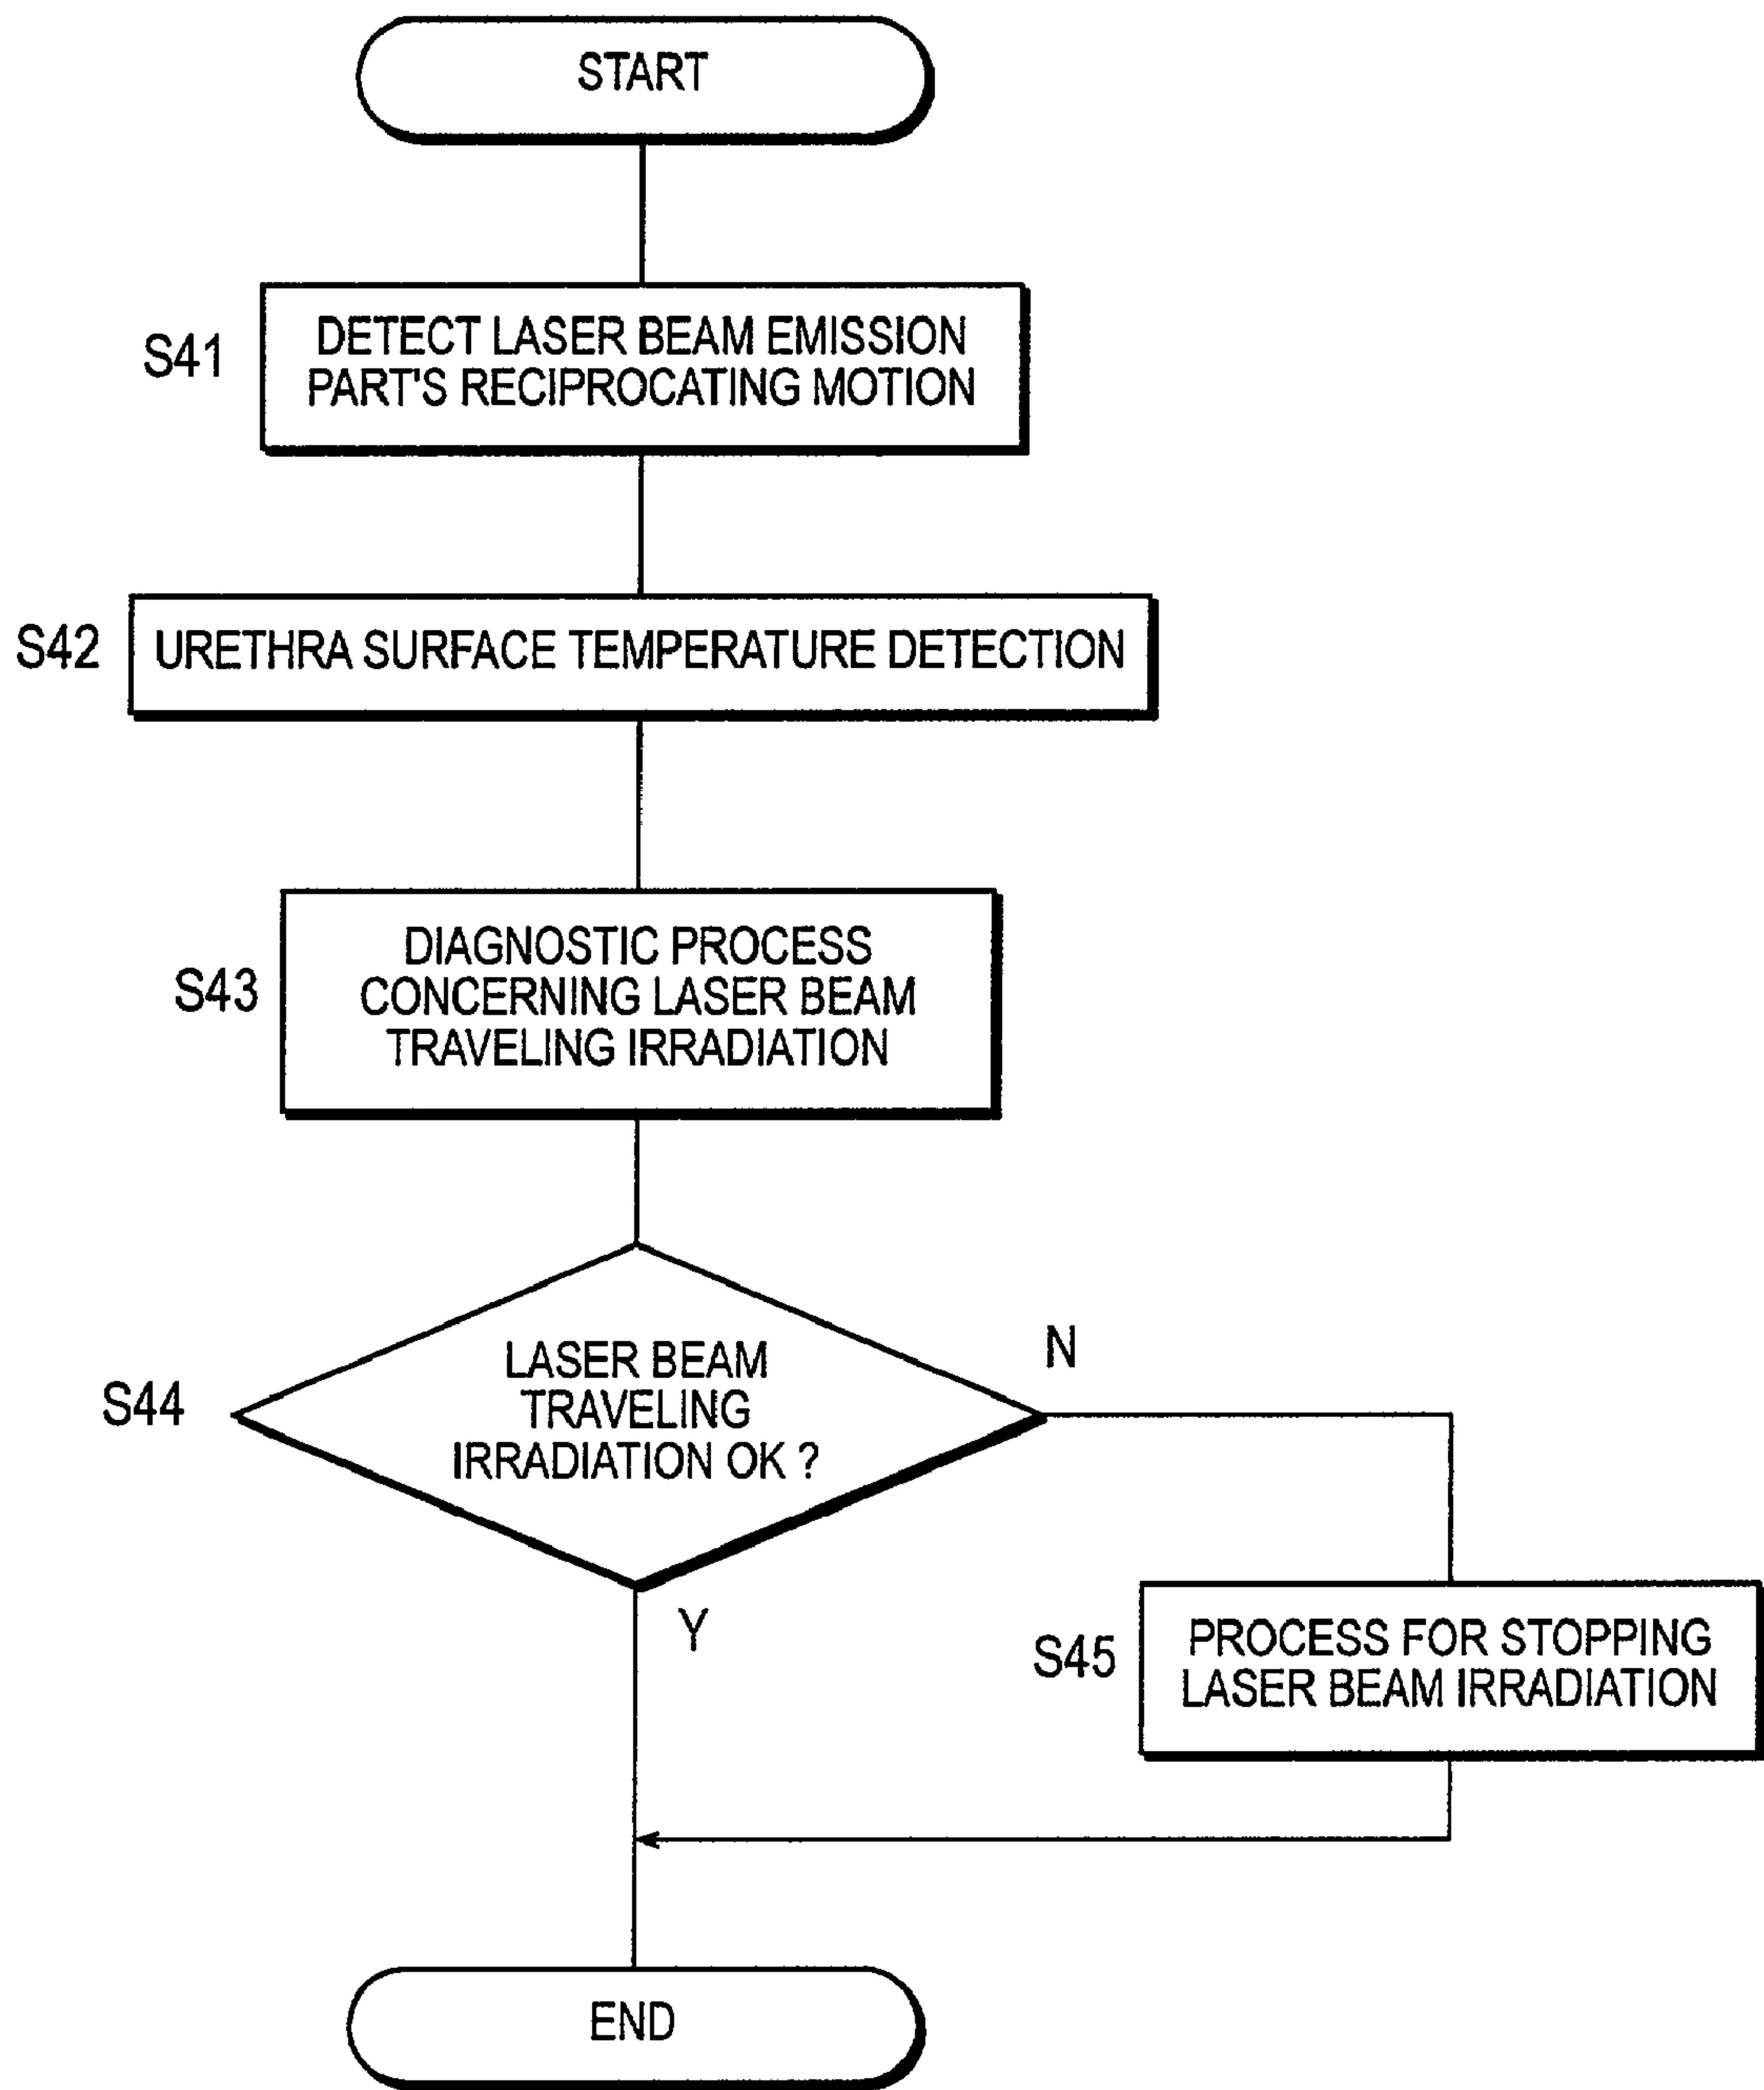 START
S41
DETECT LASER BEAM EMISSION
PART'S RECIPROCATING MOTION
S42
URETHRA SURFACE TEMPERATURE DETECTION
S43
DIAGNOSTIC PROCESS
CONCERNING LASER BEAM
TRAVELING IRRADIATION
S44
LASER BEAM
TRAVELING
IRRADIATION OK ?
N
Y
S45
PROCESS FOR STOPPING
LASER BEAM IRRADIATION
END